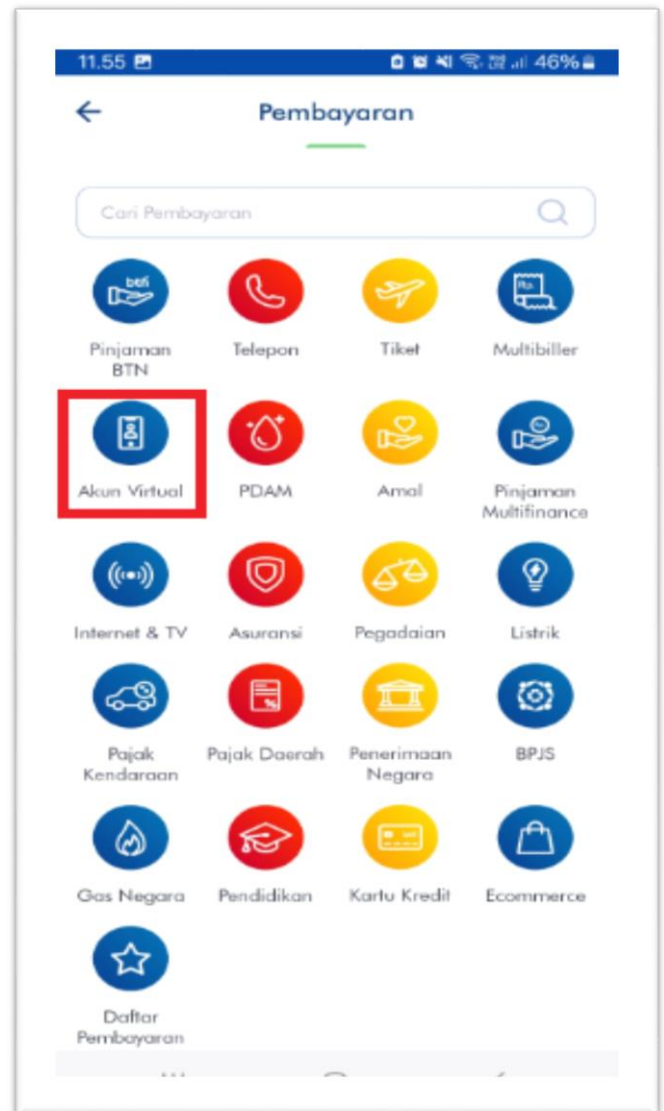 11.55 46%
Pembayaran
Cari Pembayaran
Pinjaman
BTN
Telepon
Tiket
Multibiller
Akun Virtual
PDAM
Amal
Pinjaman
Multifinance
Internet & TV
Asuransi
Pegadaian
Listrik
Pajak
Kendaraan
Pajak Daerah
Penerimaan
Negara
BPJS
Gas Negara
Pendidikan
Kartu Kredit
Ecommerce
Daftar
Pembayaran